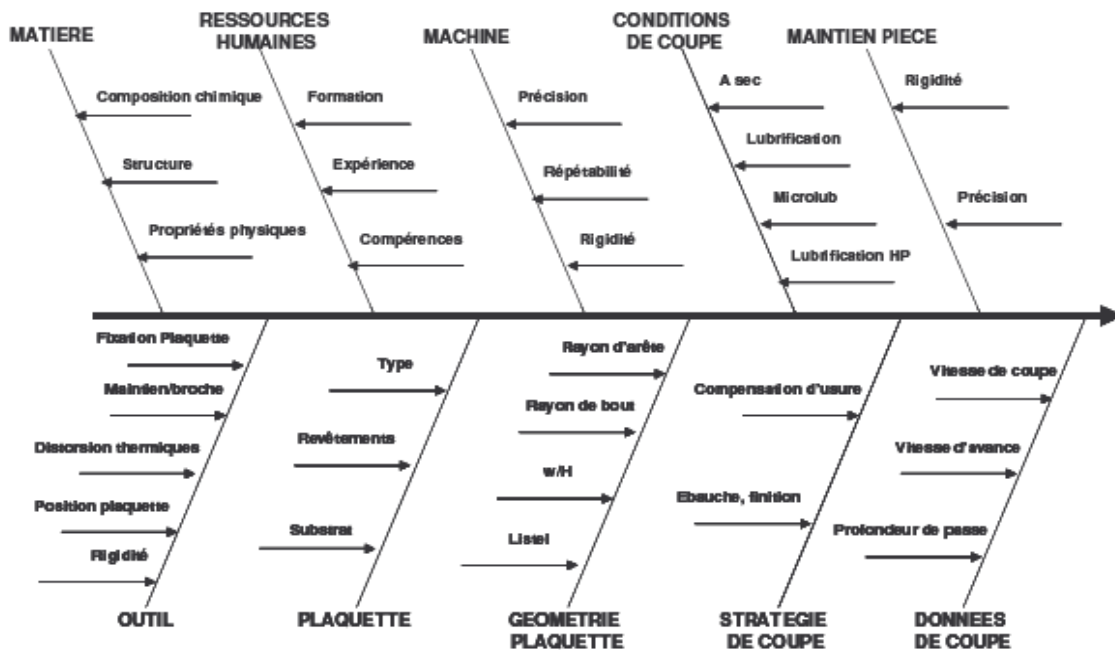 MATIERE
RESSOURCES
HUMAINES
MACHINE
CONDITIONS
DE COUPE
MAINTIEN PIECE
Composition chimique
Structure
Propriétés physiques
Formation
Expérience
Compérences
Précision
Répétabilité
Rigidité
A sec
Lubrification
Microlub
Lubrification HP
Rigidité
Précision
Fixation Plaquette
Maintien/broche
Distorsion thermiques
Position plaquette
Rigidité
Type
Revêtements
Substrat
Rayon d'arête
Rayon de bout
w/H
Listel
Compensation d'usure
Ebauche, finition
Vitesse de coupe
Vitesse d'avance
Profondeur de passe
OUTIL
PLAQUETTE
GEOMETRIE
PLAQUETTE
STRATEGIE
DE COUPE
DONNEES
DE COUPE